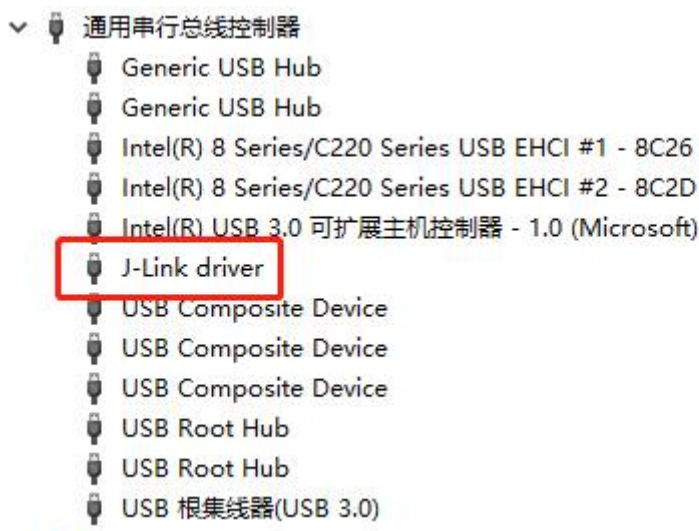 通用串行总线控制器
Generic USB Hub
Generic USB Hub
Intel(R) 8 Series/C220 Series USB EHCI #1 - 8C26
Intel(R) 8 Series/C220 Series USB EHCI #2 - 8C2D
Intel(R) USB 3.0 可扩展主机控制器 - 1.0 (Microsoft)
J-Link driver
USB Composite Device
USB Composite Device
USB Composite Device
USB Root Hub
USB Root Hub
USB 根集线器(USB 3.0)